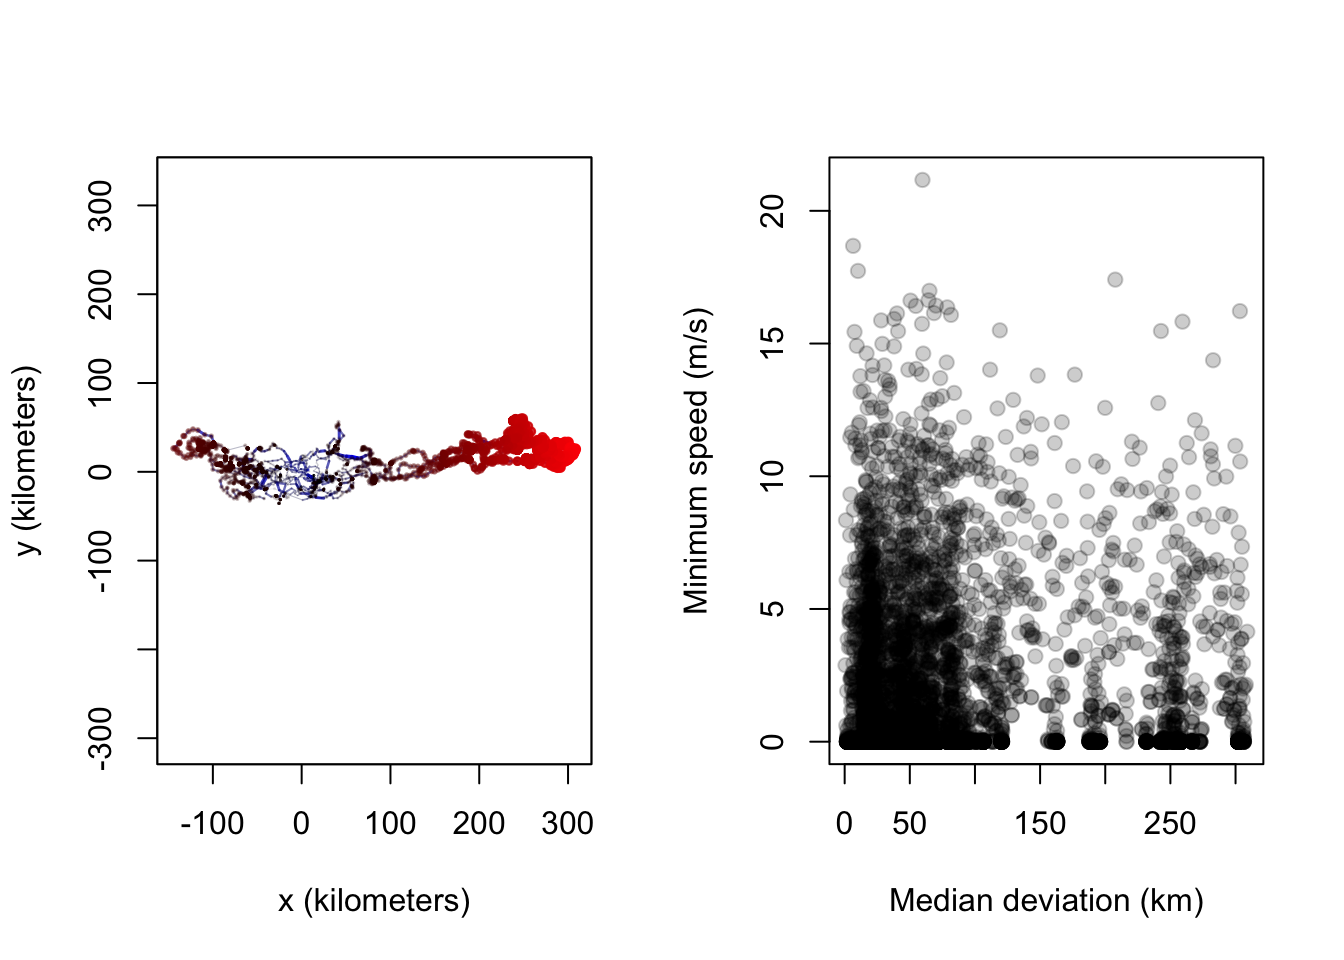 300
200
100
0
-100
-300
y (kilometers)
-100 0 100 200 300
x (kilometers)
20
15
10
5
0
Minimum speed (m/s)
0 50 150 250
Median deviation (km)